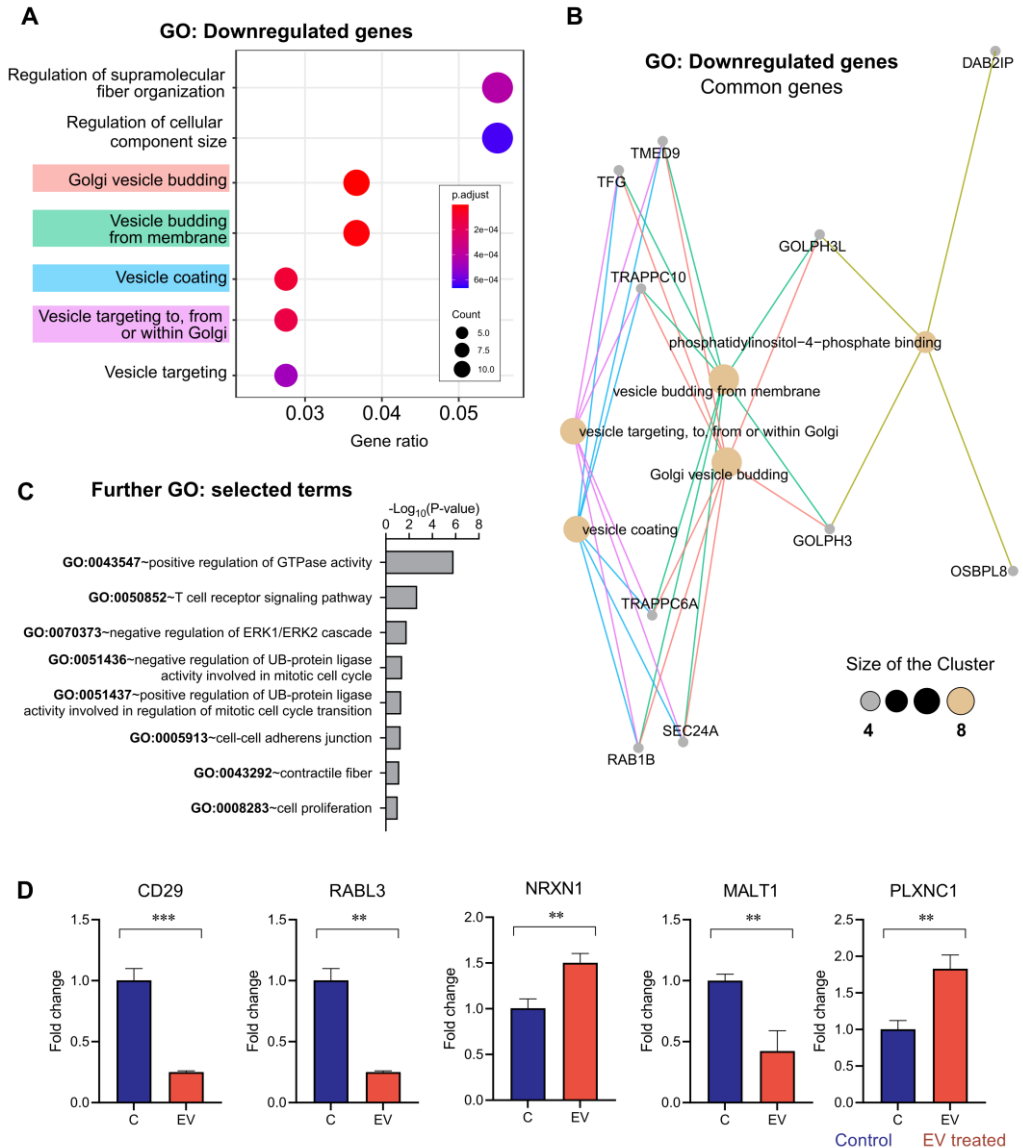 A
GO: Downregulated genes
Regulation of supramolecular
fiber organization
Regulation of cellular
component size
Golgi vesicle budding
Vesicle budding
from membrane
Vesicle coating
Vesicle targeting to, from
or within Golgi
Vesicle targeting
p.adjust
2e−04
4e−04
6e−04
Count
5.0
7.5
10.0
0.03
0.04
0.05
Gene ratio
B
GO: Downregulated genes
Common genes
DAB2IP
TMED9
TFG
GOLPH3L
TRAPPC10
phosphatidylinositol−4−phosphate binding
vesicle budding from membrane
vesicle targeting, to, from or within Golgi
Golgi vesicle budding
vesicle coating
GOLPH3
OSBPL8
TRAPPC6A
SEC24A
RAB1B
Size of the Cluster
4
8
C
Further GO: selected terms
-Log10(P-value)
0 2 4 6 8
GO:0043547~positive regulation of GTPase activity
GO:0050852~T cell receptor signaling pathway
GO:0070373~negative regulation of ERK1/ERK2 cascade
GO:0051436~negative regulation of UB-protein ligase
activity involved in mitotic cell cycle
GO:0051437~positive regulation of UB-protein ligase
activity involved in regulation of mitotic cell cycle transition
GO:0005913~cell-cell adherens junction
GO:0043292~contractile fiber
GO:0008283~cell proliferation
D
CD29
***
Fold change
1.5
1.0
0.5
0.0
C
EV
RABL3
**
Fold change
1.5
1.0
0.5
0.0
C
EV
NRXN1
**
Fold change
2.0
1.5
1.0
0.5
0.0
C
EV
MALT1
**
Fold change
1.5
1.0
0.5
0.0
C
EV
PLXNC1
**
Fold change
2.5
2.0
1.5
1.0
0.5
0.0
C
EV
Control
EV treated